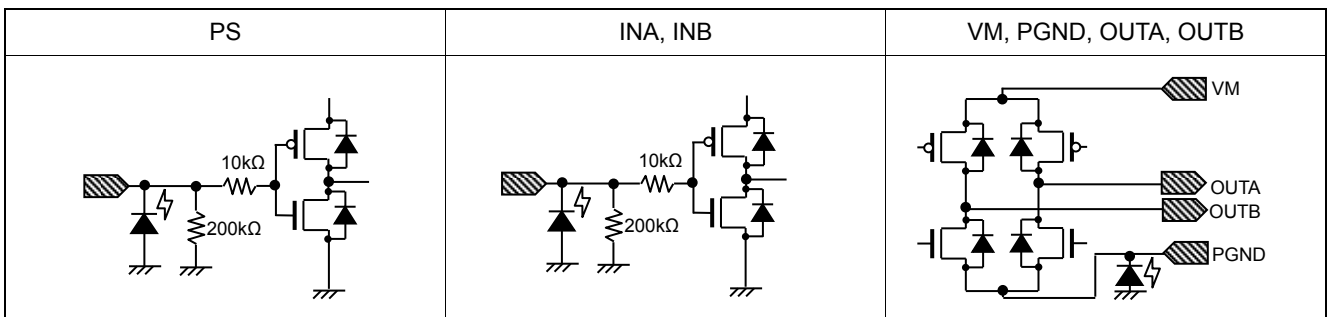 PS
INA, INB
VM, PGND, OUTA, OUTB
10kΩ
200kΩ
10kΩ
200kΩ
VM
OUTA
OUTB
PGND